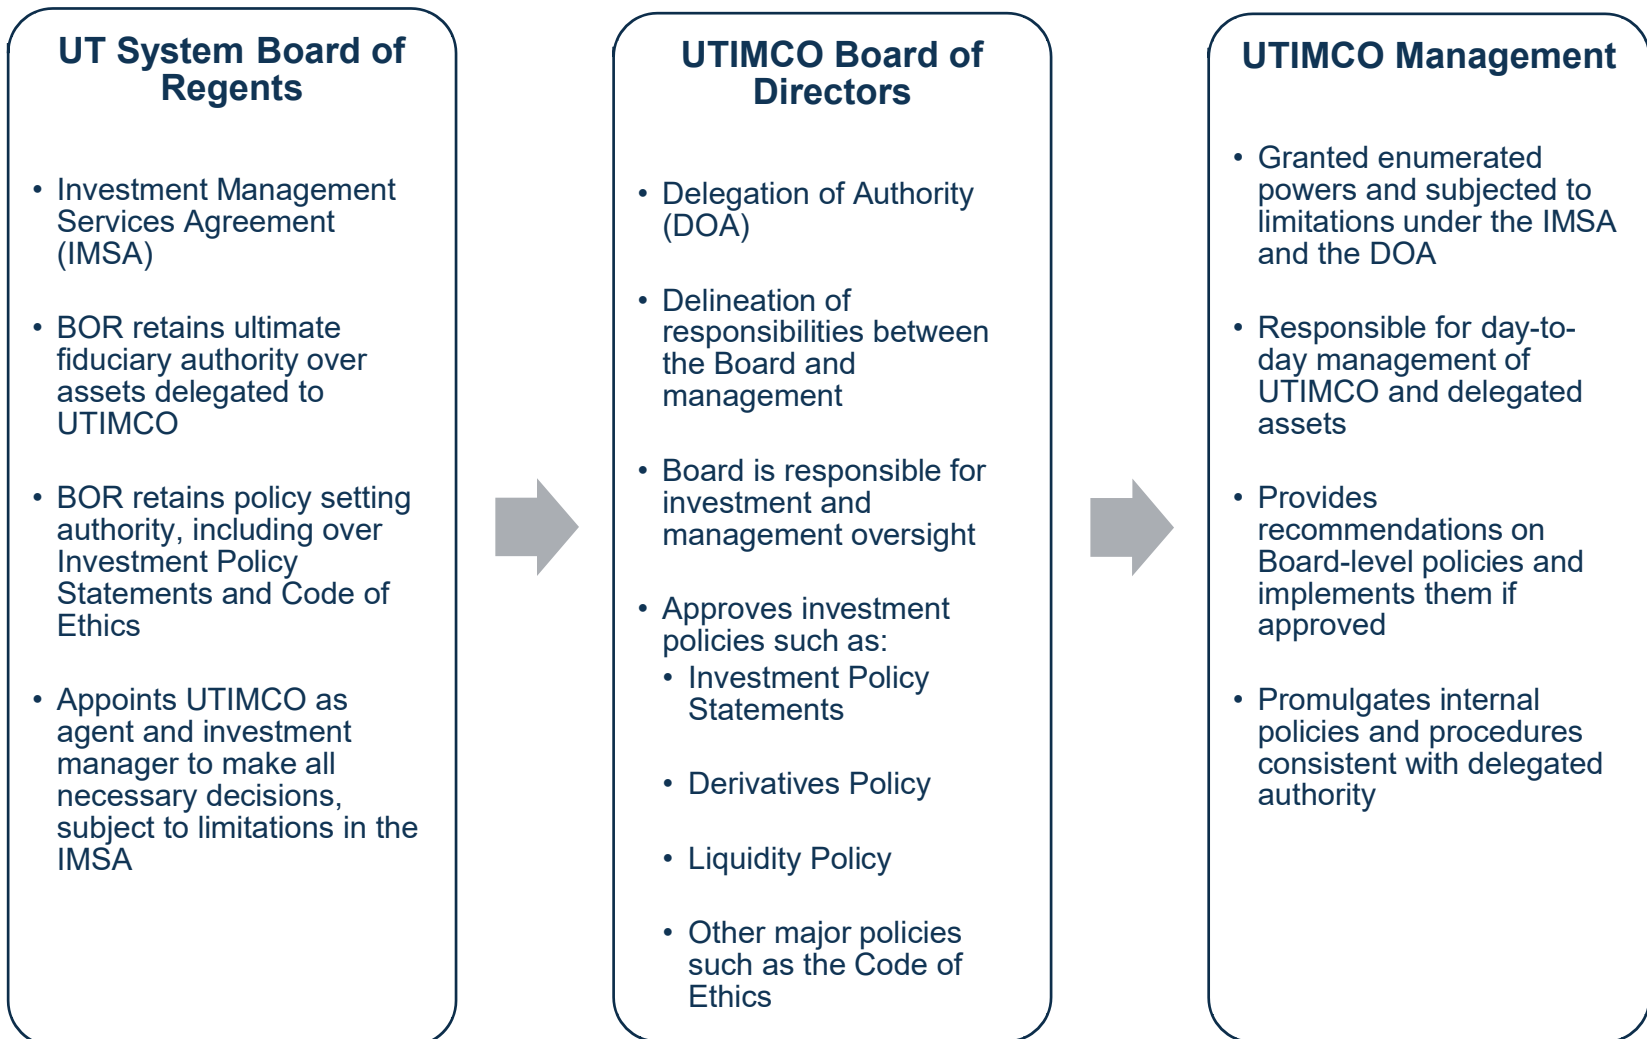 UT System Board of
Regents
• Investment Management
Services Agreement
(IMSA)
• BOR retains ultimate
fiduciary authority over
assets delegated to
UTIMCO
• BOR retains policy setting
authority, including over
Investment Policy
Statements and Code of
Ethics
• Appoints UTIMCO as
agent and investment
manager to make all
necessary decisions,
subject to limitations in the
IMSA
UTIMCO Board of
Directors
• Delegation of Authority
(DOA)
• Delineation of
responsibilities between
the Board and
management
• Board is responsible for
investment and
management oversight
• Approves investment
policies such as:
• Investment Policy
Statements
• Derivatives Policy
• Liquidity Policy
• Other major policies
such as the Code of
Ethics
UTIMCO Management
• Granted enumerated
powers and subjected to
limitations under the IMSA
and the DOA
• Responsible for day-to-
day management of
UTIMCO and delegated
assets
• Provides
recommendations on
Board-level policies and
implements them if
approved
• Promulgates internal
policies and procedures
consistent with delegated
authority